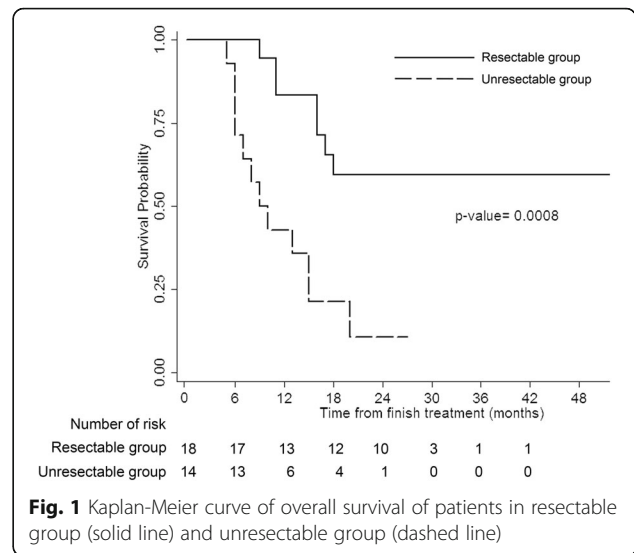 1.00
0.75
0.50
0.25
0.00
Survival Probability
Resectable group
Unresectable group
p-value= 0.0008
0 6 12 18 24 30 36 42 48
Time from finish treatment (months)
Number of risk
Resectable group 18 17 13 12 10 3 1 1
Unresectable group 14 13 6 4 1 0 0 0
Fig. 1 Kaplan-Meier curve of overall survival of patients in resectable
group (solid line) and unresectable group (dashed line)